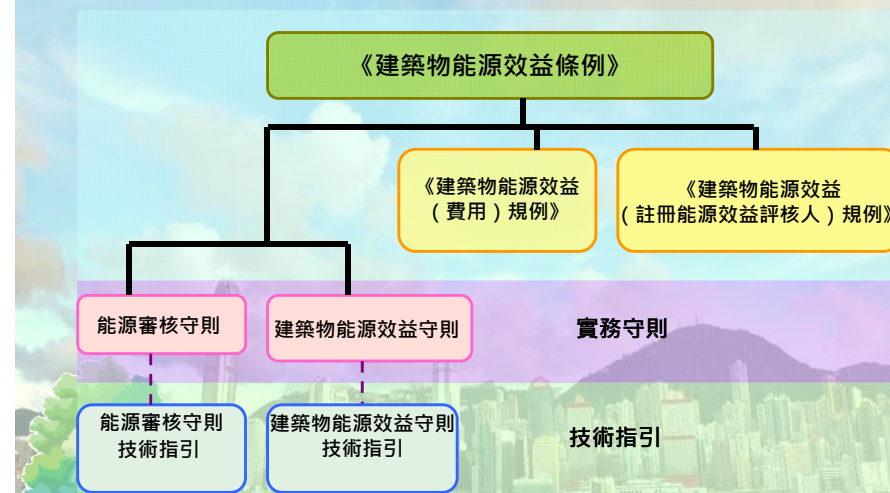 《建築物能源效益條例》
《建築物能源效益
（費用）規例》
《建築物能源效益
（註冊能源效益評核人）規例》
能源審核守則
建築物能源效益守則
實務守則
能源審核守則
技術指引
建築物能源效益守則
技術指引
技術指引